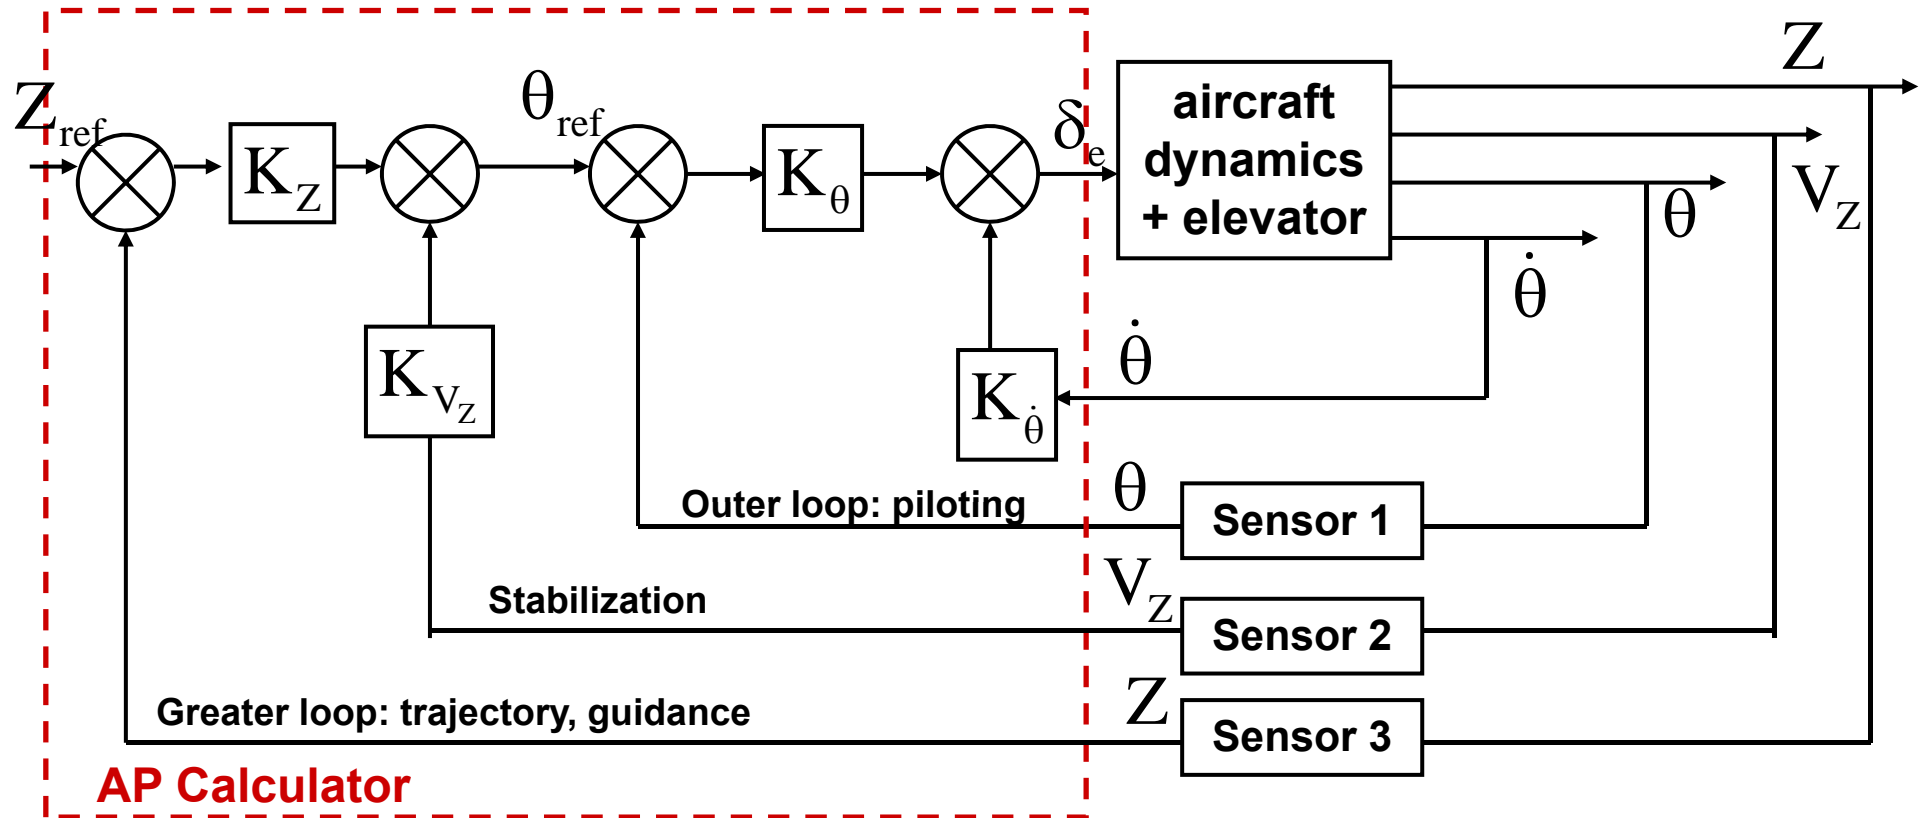 Z
Z_ref
θ_ref
δ_e
aircraft
dynamics
+ elevator
K_Z
K_θ
V_Z
θ
θ̇
θ̇
K_V_Z
K_θ̇
Outer loop: piloting
θ
Sensor 1
Stabilization
V_Z
Sensor 2
Greater loop: trajectory, guidance
Z
Sensor 3
AP Calculator